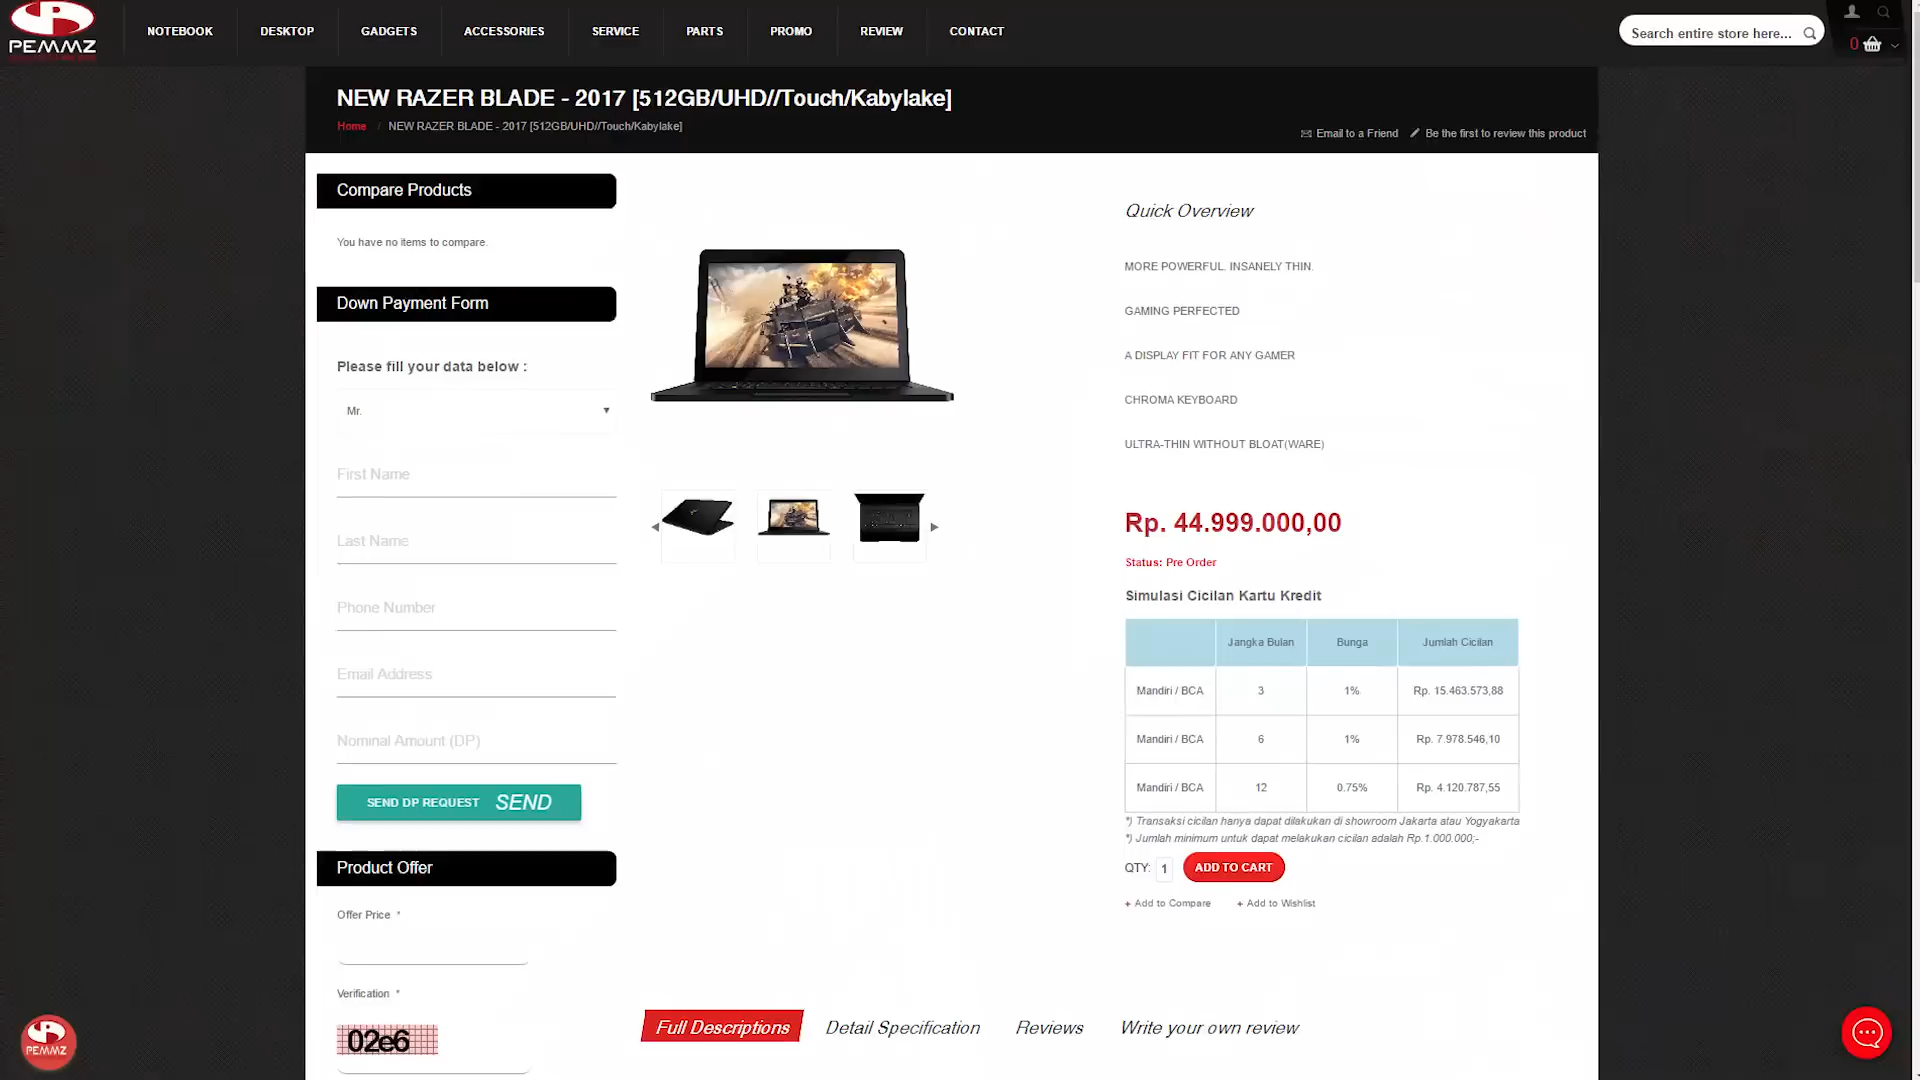 PEMMZ
NOTEBOOK
DESKTOP
GADGETS
ACCESSORIES
SERVICE
PARTS
PROMO
REVIEW
CONTACT
Search entire store here...
0
NEW RAZER BLADE - 2017 [512GB/UHD//Touch/Kabylake]
Home / NEW RAZER BLADE - 2017 [512GB/UHD//Touch/Kabylake]
Email to a Friend
Be the first to review this product
Compare Products
You have no items to compare.
Down Payment Form
Please fill your data below :
Mr.
First Name
Last Name
Phone Number
Email Address
Nominal Amount (DP)
SEND DP REQUEST SEND
Product Offer
Offer Price *
Verification *
02e6
PEMMZ
Quick Overview
MORE POWERFUL. INSANELY THIN.
GAMING PERFECTED
A DISPLAY FIT FOR ANY GAMER
CHROMA KEYBOARD
ULTRA-THIN WITHOUT BLOAT(WARE)
Rp. 44.999.000,00
Status: Pre Order
Simulasi Cicilan Kartu Kredit
Jangka Bulan Bunga Jumlah Cicilan
Mandiri / BCA 3 1% Rp. 15.463.573,88
Mandiri / BCA 6 1% Rp. 7.978.546,10
Mandiri / BCA 12 0.75% Rp. 4.120.787,55
*) Transaksi cicilan hanya dapat dilakukan di showroom Jakarta atau Yogyakarta
*) Jumlah minimum untuk dapat melakukan cicilan adalah Rp.1.000.000;-
QTY: 1 ADD TO CART
+ Add to Compare + Add to Wishlist
Full Descriptions
Detail Specification
Reviews
Write your own review